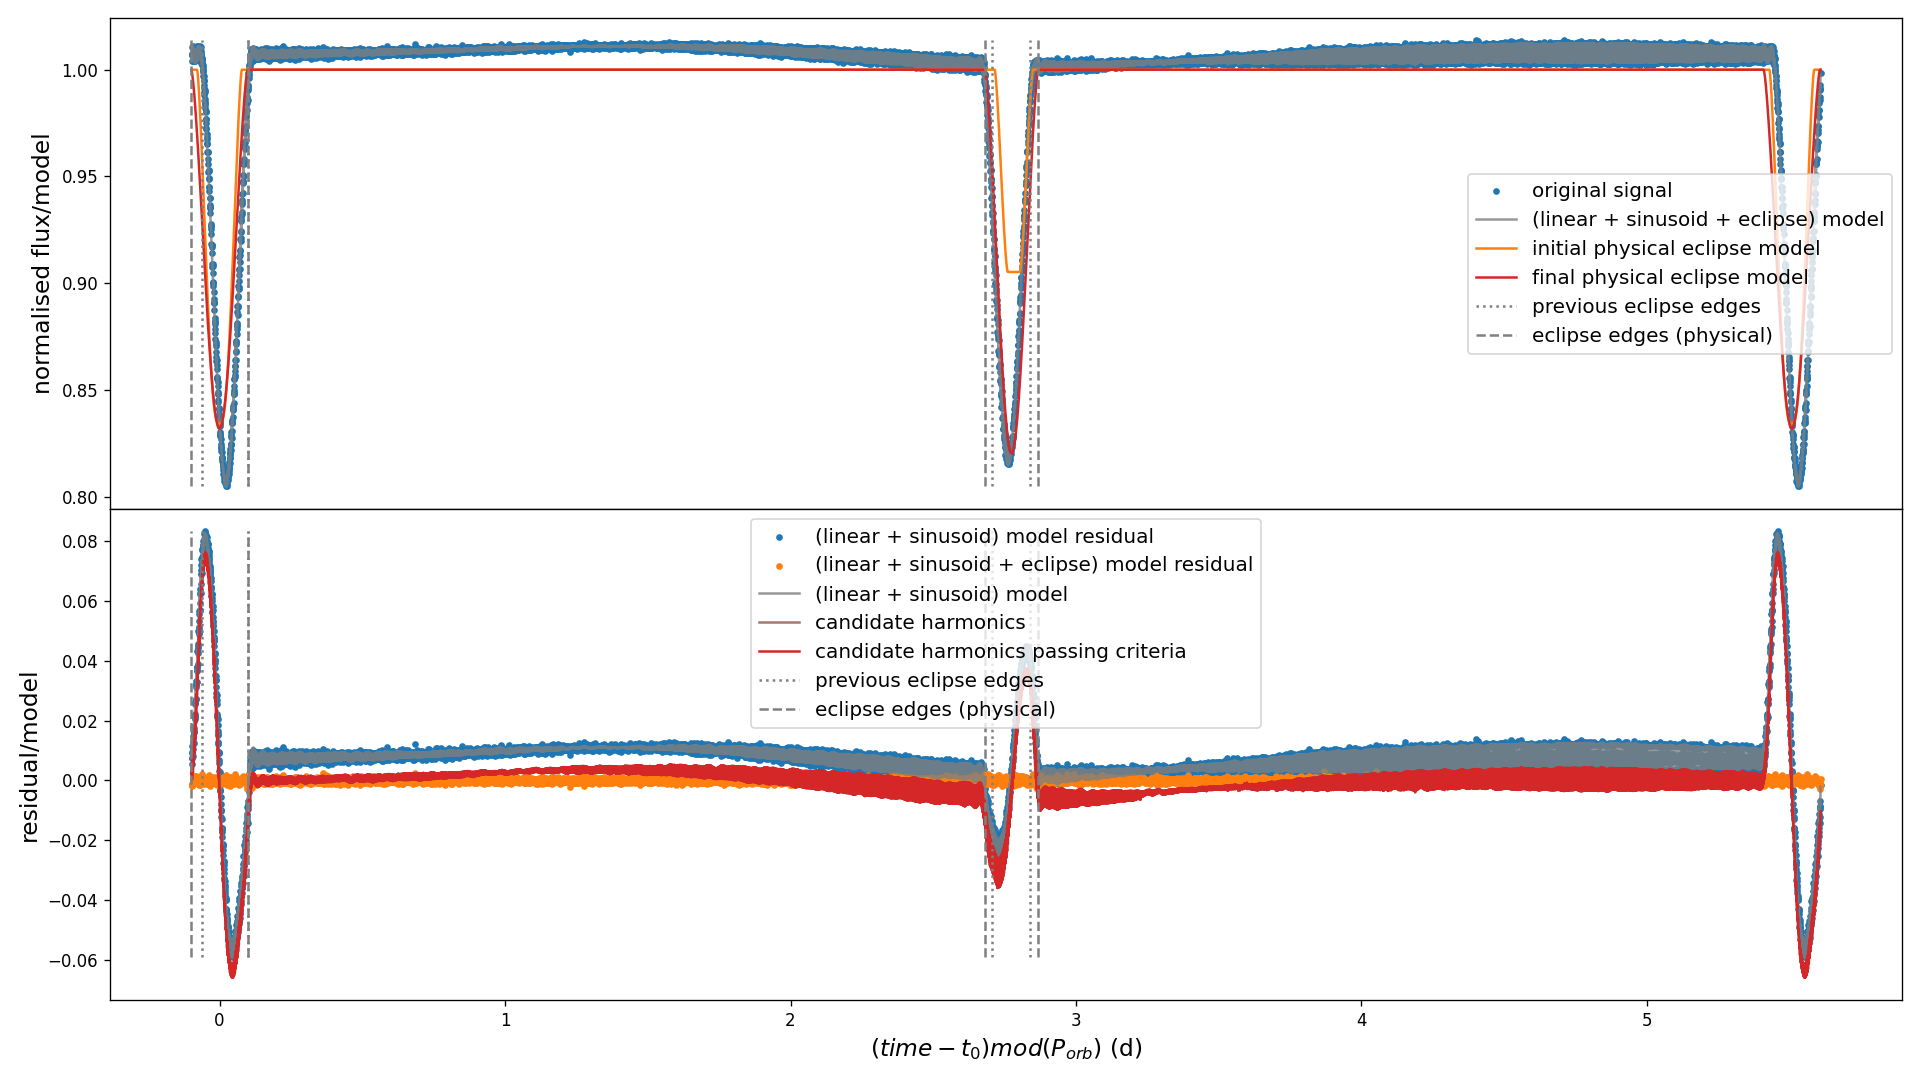 normalised flux/model
1.00
0.95
0.90
0.85
0.80
original signal
(linear + sinusoid + eclipse) model
initial physical eclipse model
final physical eclipse model
previous eclipse edges
eclipse edges (physical)
residual/model
0.08
0.06
0.04
0.02
0.00
−0.02
−0.04
−0.06
(linear + sinusoid) model residual
(linear + sinusoid + eclipse) model residual
(linear + sinusoid) model
candidate harmonics
candidate harmonics passing criteria
previous eclipse edges
eclipse edges (physical)
0 1 2 3 4 5
(time − t₀)mod(P_orb) (d)